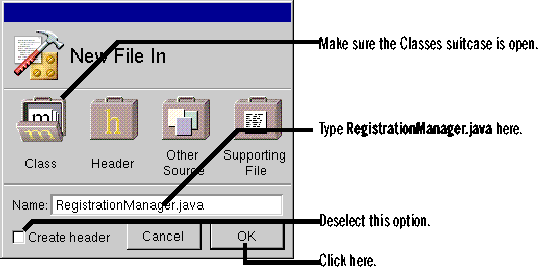 New File In
Make sure the Classes suitcase is open.
m
m
h
Class
Header
Other
Source
Supporting
File
Type RegistrationManager.java here.
Name: RegistrationManager.java
Deselect this option.
Create header
Cancel
OK
Click here.